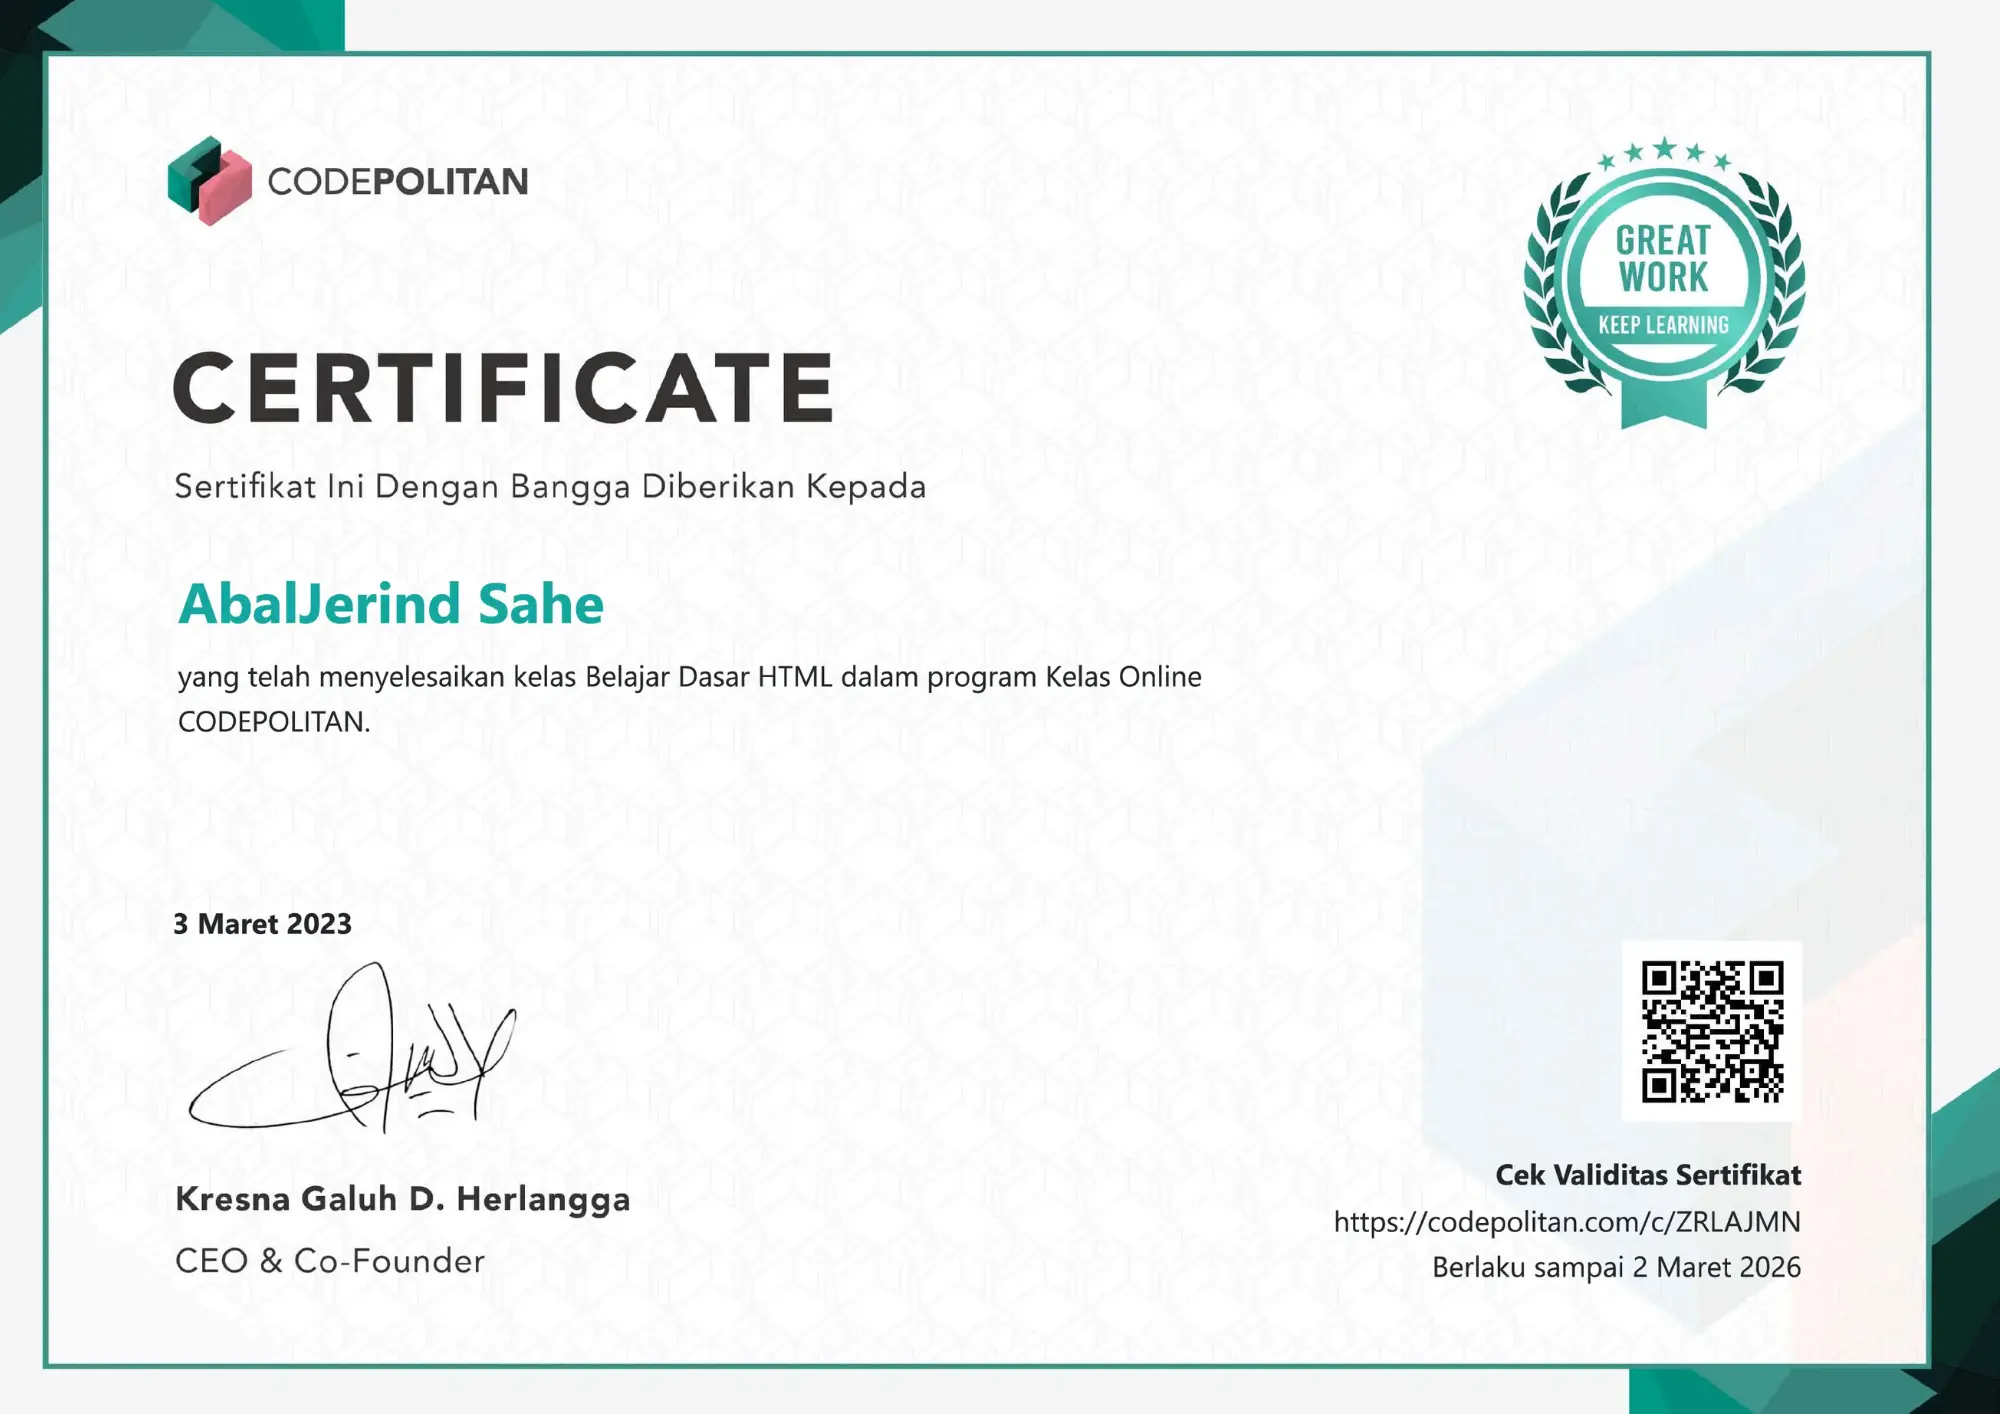 CODEPOLITAN
GREAT
WORK
KEEP LEARNING
CERTIFICATE
Sertifikat Ini Dengan Bangga Diberikan Kepada
AbalJerind Sahe
yang telah menyelesaikan kelas Belajar Dasar HTML dalam program Kelas Online
CODEPOLITAN.
3 Maret 2023
Kresna Galuh D. Herlangga
CEO & Co-Founder
Cek Validitas Sertifikat
https://codepolitan.com/c/ZRLAJMN
Berlaku sampai 2 Maret 2026